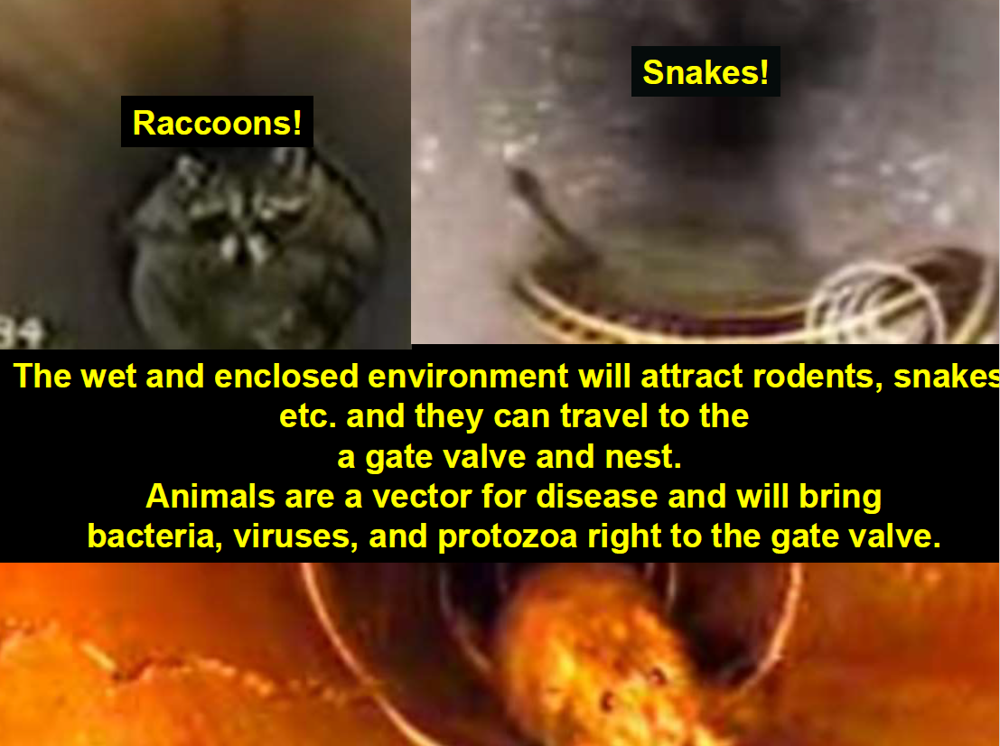 Raccoons!
Snakes!
94
The wet and enclosed environment will attract rodents, snakes
etc. and they can travel to the
a gate valve and nest.
Animals are a vector for disease and will bring
bacteria, viruses, and protozoa right to the gate valve.